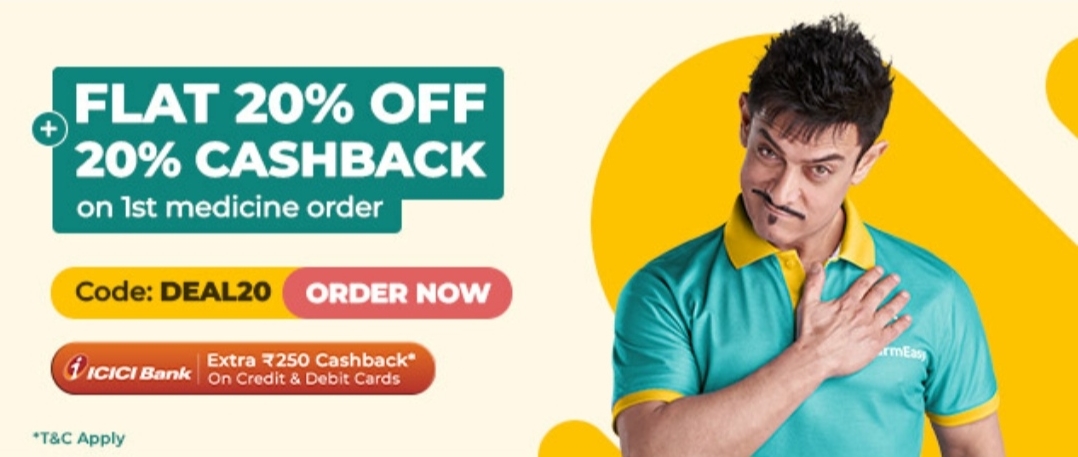 FLAT 20% OFF
+
20% CASHBACK
on 1st medicine order
Code: DEAL20 ORDER NOW
i ICICI Bank Extra ₹250 Cashback*
On Credit & Debit Cards
*T&C Apply